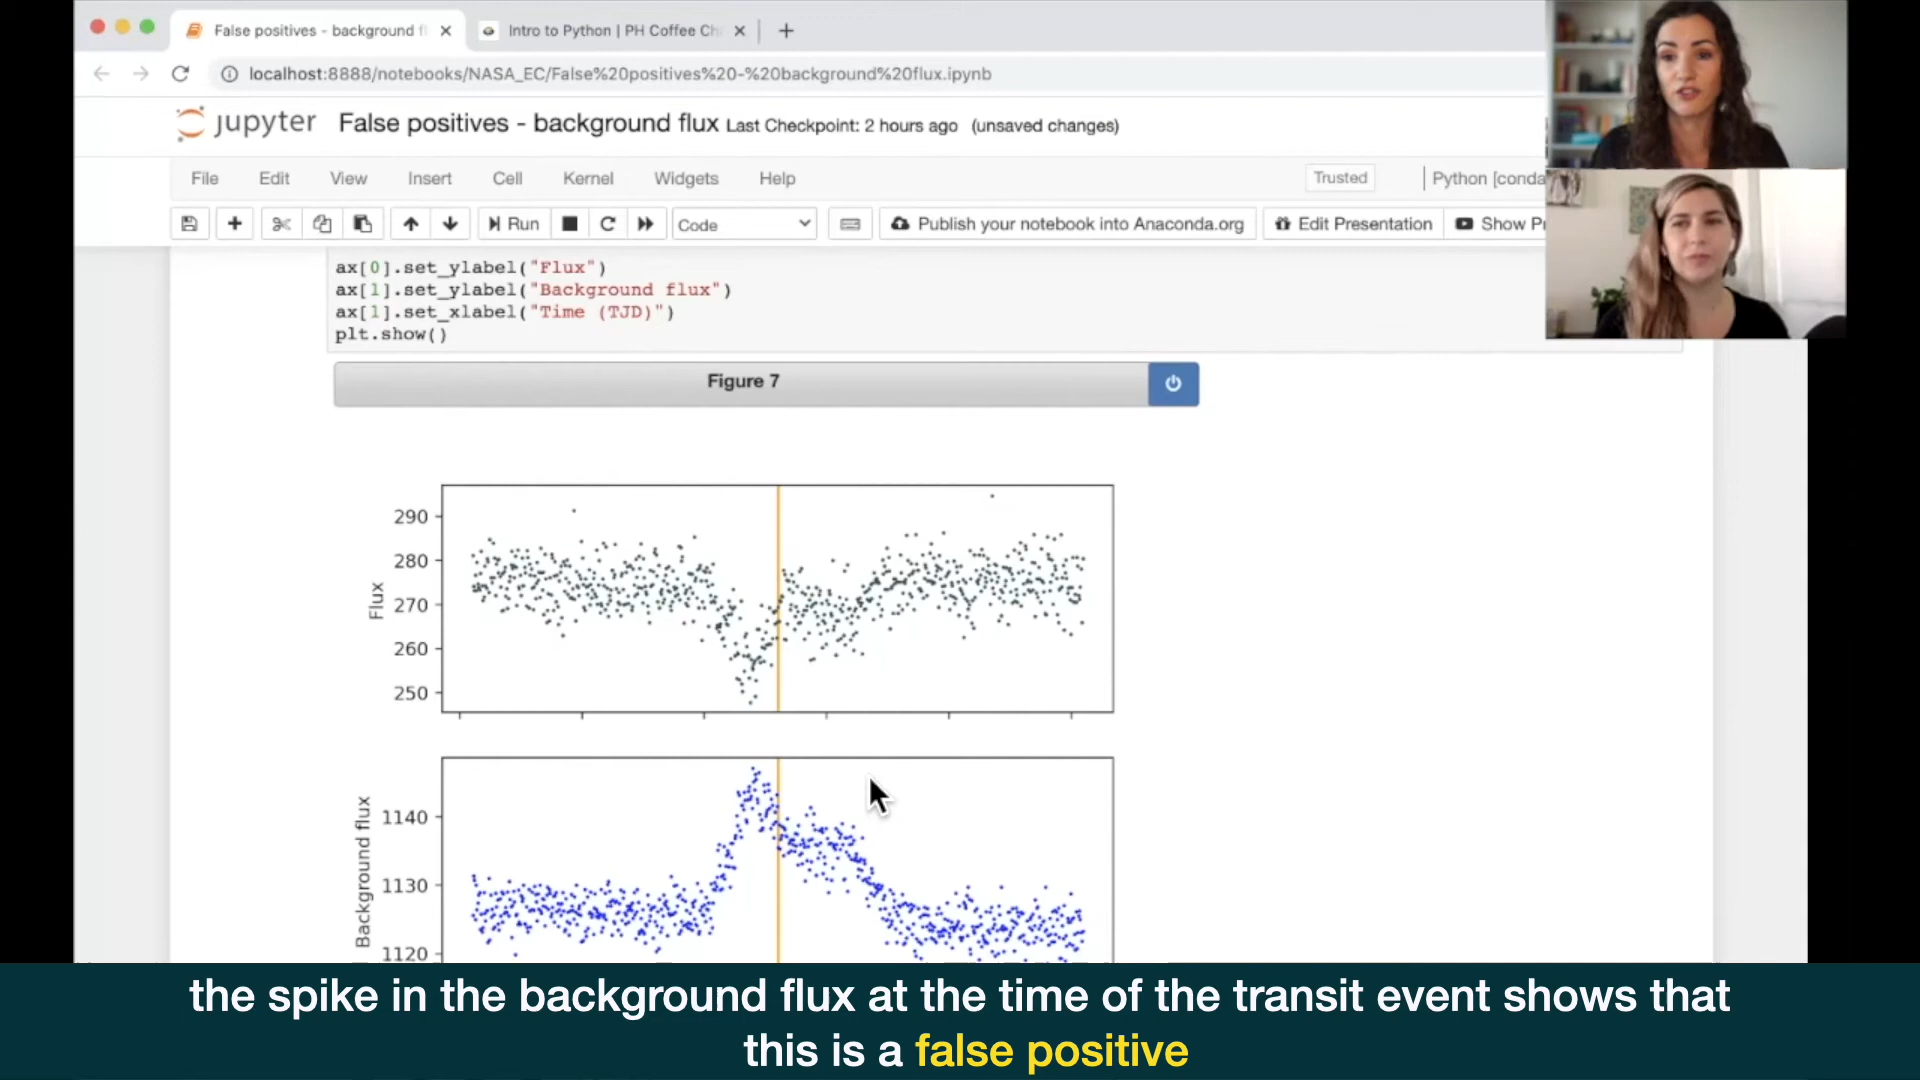 False positives - background fl
Intro to Python | PH Coffee Ch
localhost:8888/notebooks/NASA_EC/False%20positives%20-%20background%20flux.ipynb
jupyter False positives - background flux Last Checkpoint: 2 hours ago (unsaved changes)
File Edit View Insert Cell Kernel Widgets Help Trusted Python [conda
Run Code Publish your notebook into Anaconda.org Edit Presentation Show Pr
ax[0].set_ylabel("Flux")
ax[1].set_ylabel("Background flux")
ax[1].set_xlabel("Time (TJD)")
plt.show()
Figure 7
290
280
270
260
250
Flux
1140
1130
1120
Background flux
the spike in the background flux at the time of the transit event shows that
this is a false positive